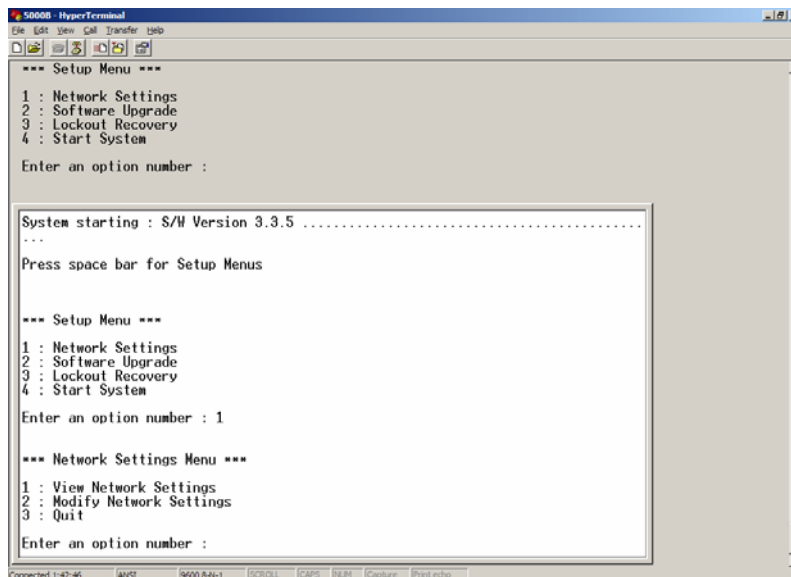 50008 - HyperTerminal
File Edit View Call Transfer Help
*** Setup Menu ***
1 : Network Settings
2 : Software Upgrade
3 : Lockout Recovery
4 : Start System
Enter an option number :
System starting : S/W Version 3.3.5 ............................................
...
Press space bar for Setup Menus
*** Setup Menu ***
1 : Network Settings
2 : Software Upgrade
3 : Lockout Recovery
4 : Start System
Enter an option number : 1
*** Network Settings Menu ***
1 : View Network Settings
2 : Modify Network Settings
3 : Quit
Enter an option number :
Connected 1:42:46 ANSI 9600 8-N-1 SCROLL CAPS NUM Capture Print echo